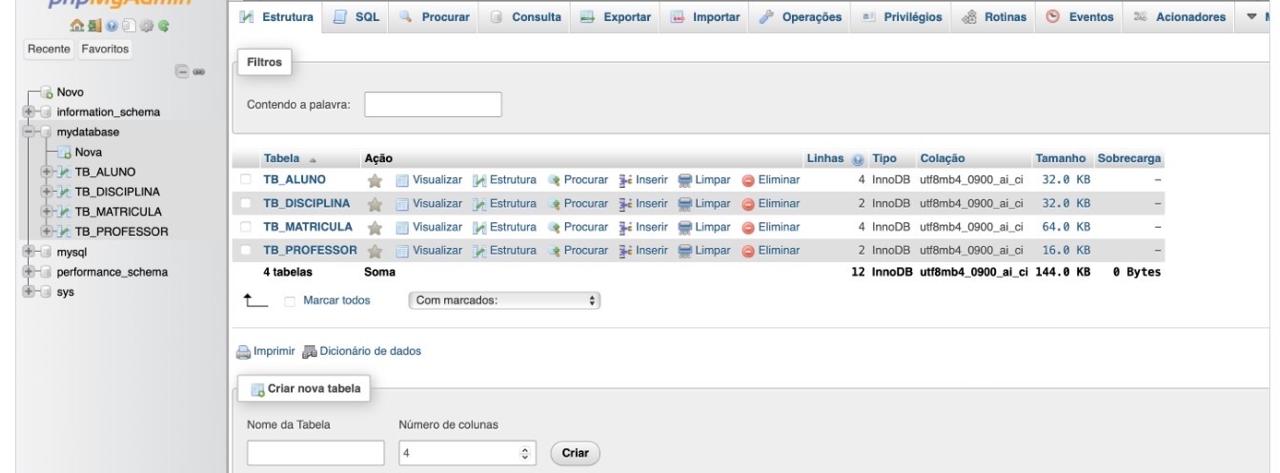 phpMyAdmin
Recente Favoritos
Novo
information_schema
mydatabase
Nova
TB_ALUNO
TB_DISCIPLINA
TB_MATRICULA
TB_PROFESSOR
mysql
performance_schema
sys
Estrutura SQL Procurar Consulta Exportar Importar Operações Privilégios Rotinas Eventos Acionadores
Filtros
Contendo a palavra:
Tabela Ação Linhas Tipo Colação Tamanho Sobrecarga
TB_ALUNO Visualizar Estrutura Procurar Inserir Limpar Eliminar 4 InnoDB utf8mb4_0900_ai_ci 32.0 KB –
TB_DISCIPLINA Visualizar Estrutura Procurar Inserir Limpar Eliminar 2 InnoDB utf8mb4_0900_ai_ci 32.0 KB –
TB_MATRICULA Visualizar Estrutura Procurar Inserir Limpar Eliminar 4 InnoDB utf8mb4_0900_ai_ci 64.0 KB –
TB_PROFESSOR Visualizar Estrutura Procurar Inserir Limpar Eliminar 2 InnoDB utf8mb4_0900_ai_ci 16.0 KB –
4 tabelas Soma 12 InnoDB utf8mb4_0900_ai_ci 144.0 KB 0 Bytes
Marcar todos Com marcados:
Imprimir Dicionário de dados
Criar nova tabela
Nome da Tabela Número de colunas
4 Criar